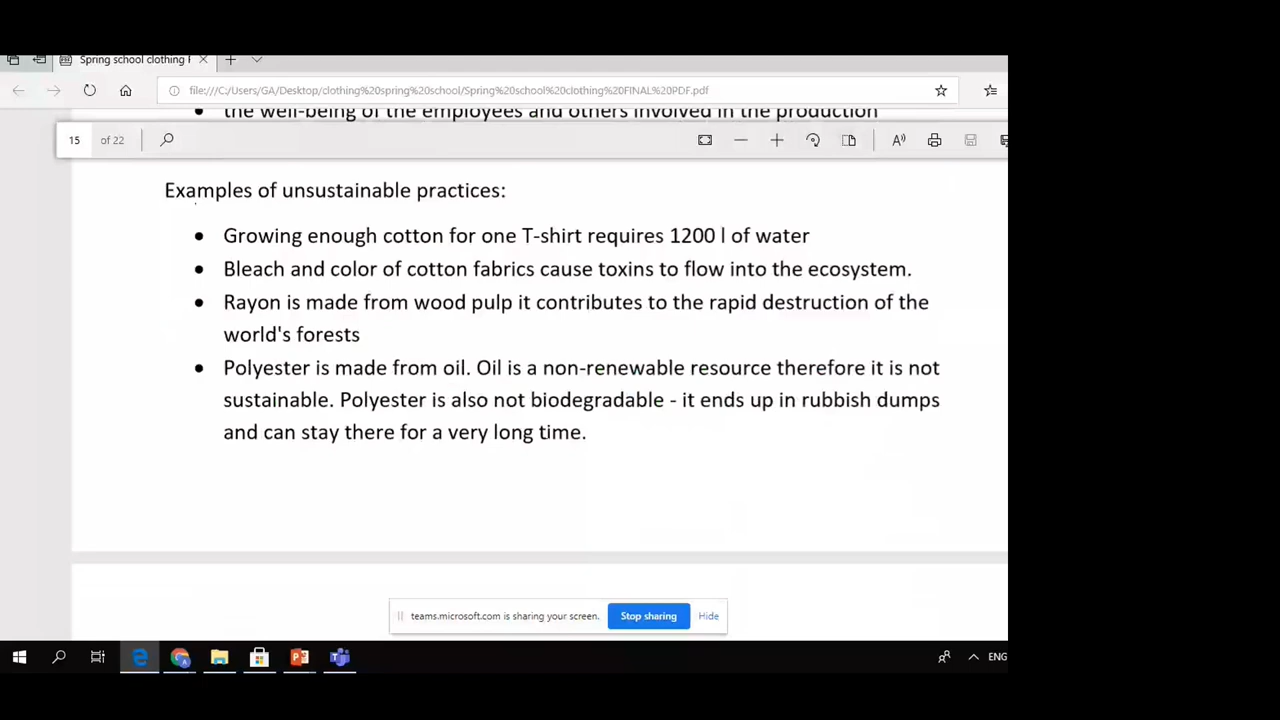 Spring school clothing F
file:///C:/Users/GA/Desktop/clothing%20spring%20school/Spring%20school%20clothing%20FINAL%20PDF.pdf
the well-being of the employees and others involved in the production
15 of 22
Examples of unsustainable practices:
• Growing enough cotton for one T-shirt requires 1200 l of water
• Bleach and color of cotton fabrics cause toxins to flow into the ecosystem.
• Rayon is made from wood pulp it contributes to the rapid destruction of the
world's forests
• Polyester is made from oil. Oil is a non-renewable resource therefore it is not
sustainable. Polyester is also not biodegradable - it ends up in rubbish dumps
and can stay there for a very long time.
teams.microsoft.com is sharing your screen. Stop sharing Hide
ENG